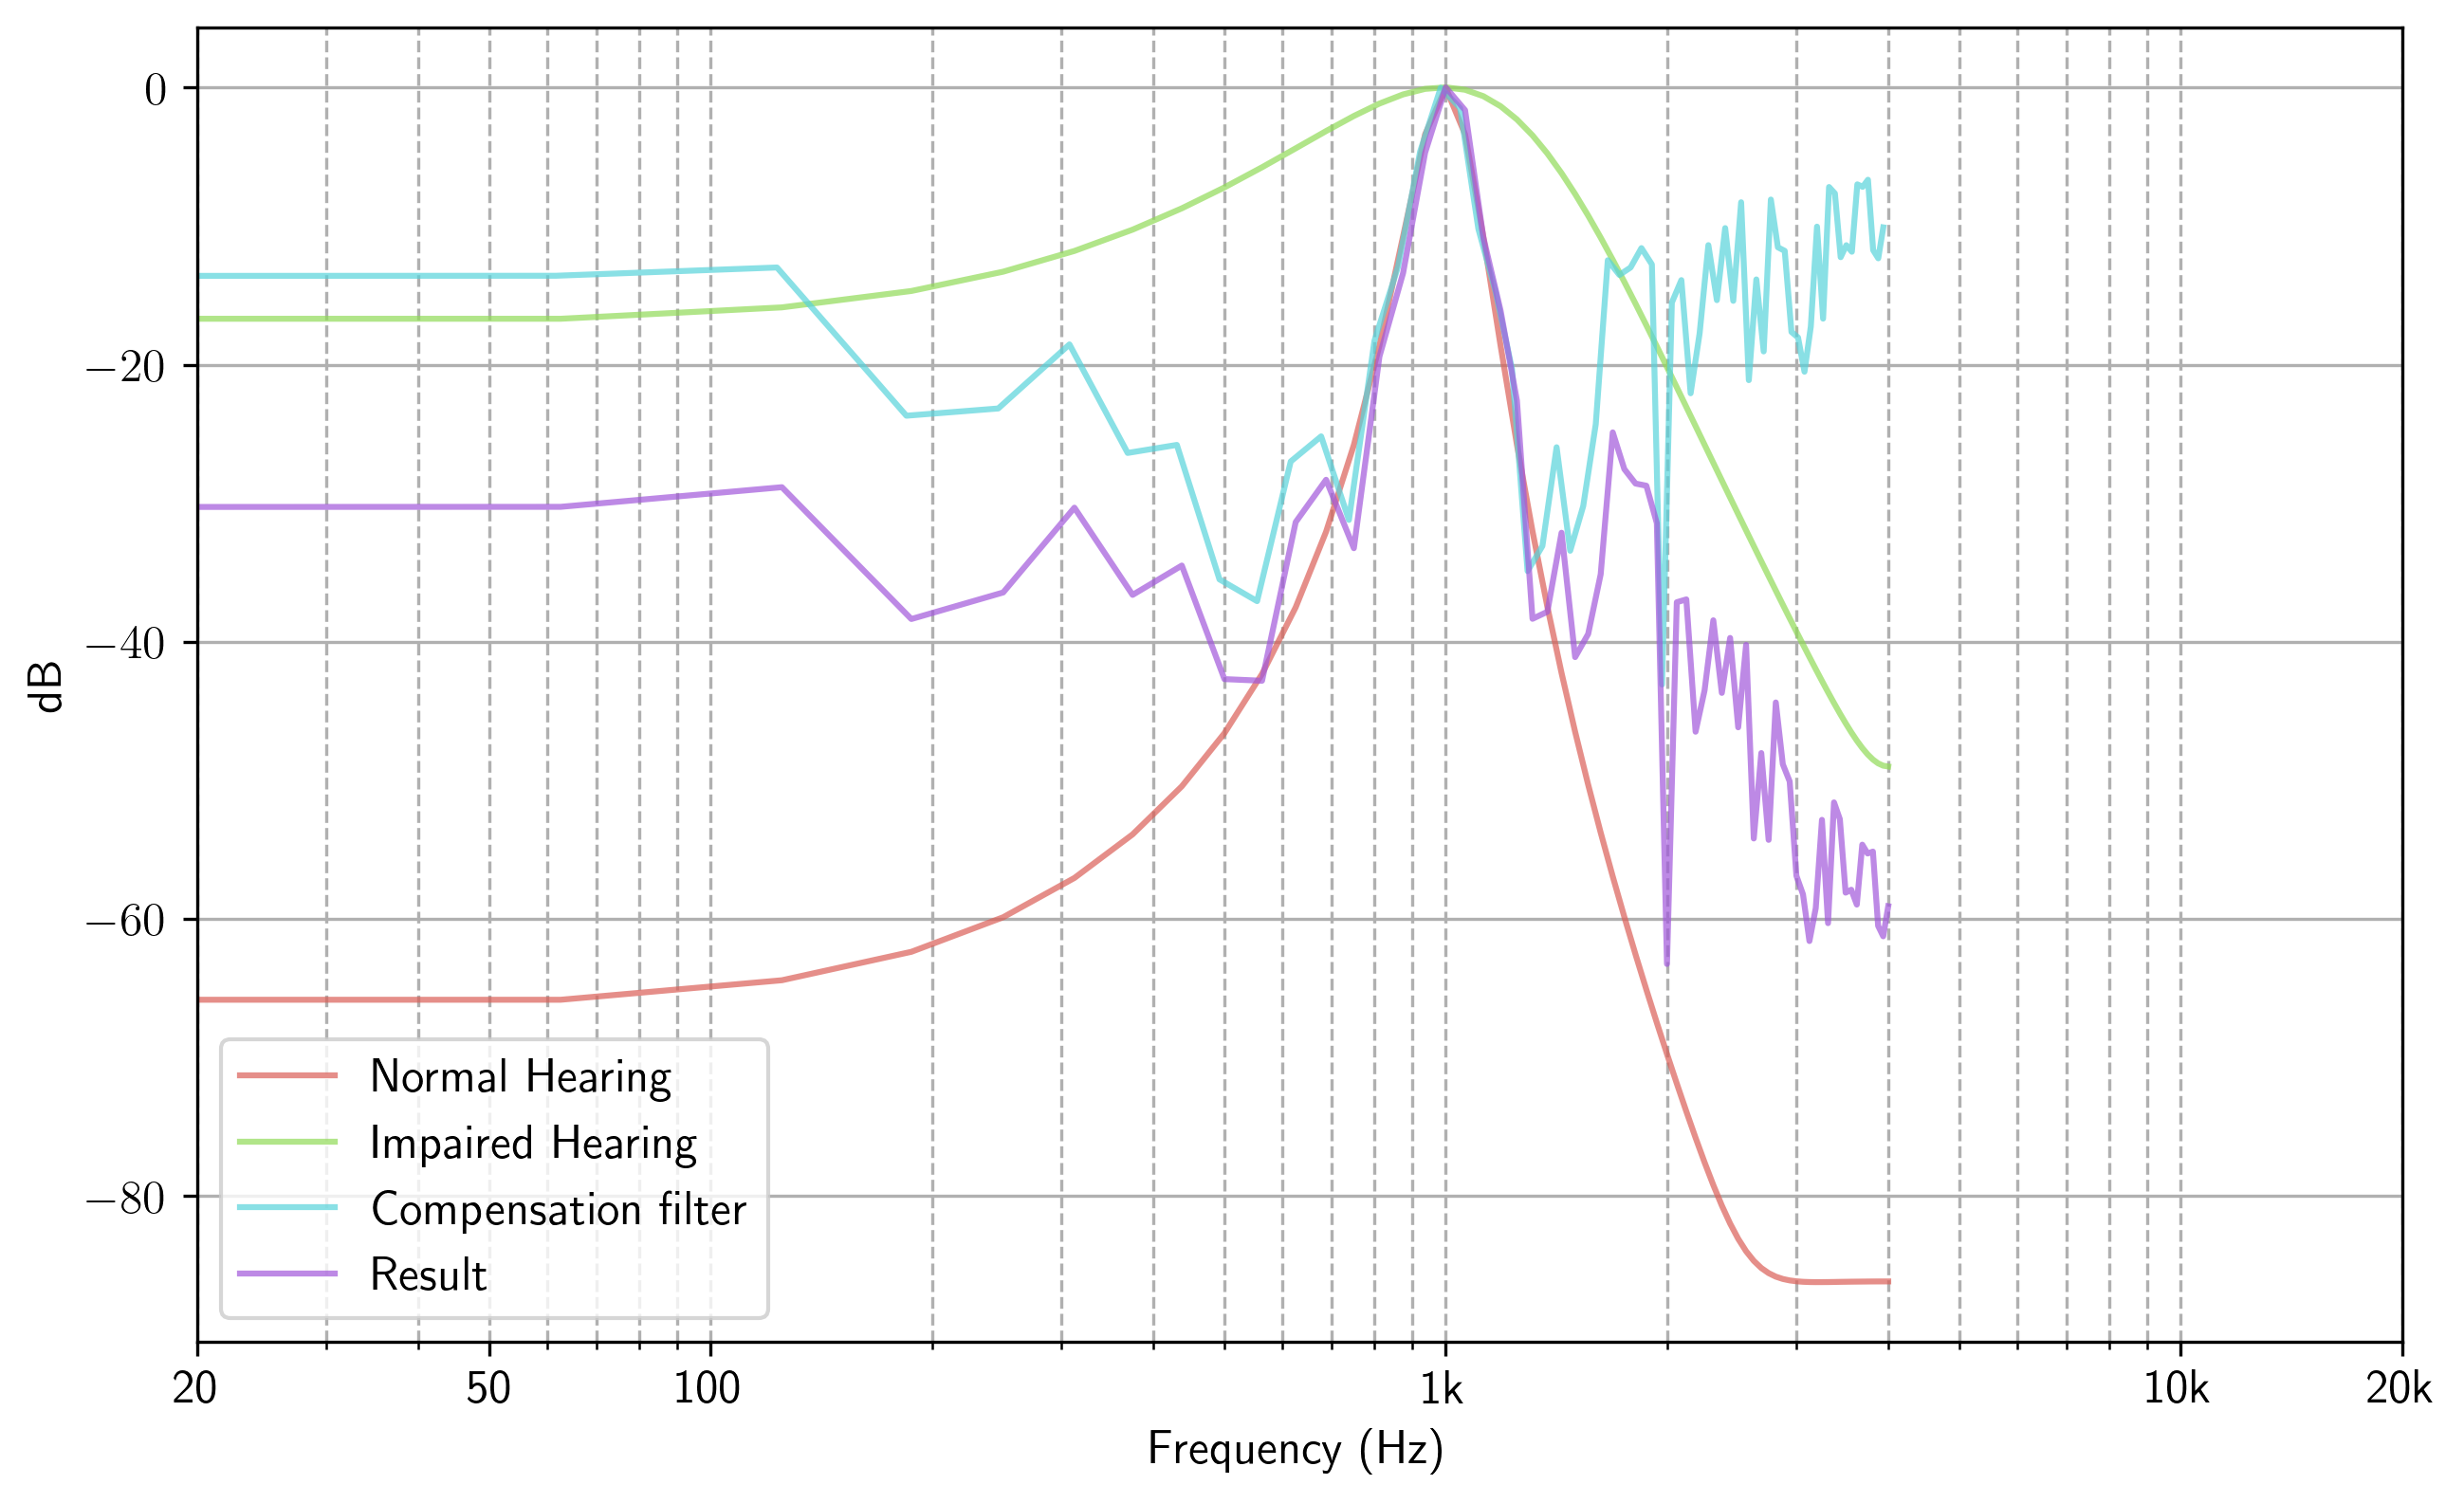 0
−20
−40
−60
−80
dB
Normal Hearing
Impaired Hearing
Compensation filter
Result
20 50 100 1k 10k 20k
Frequency (Hz)